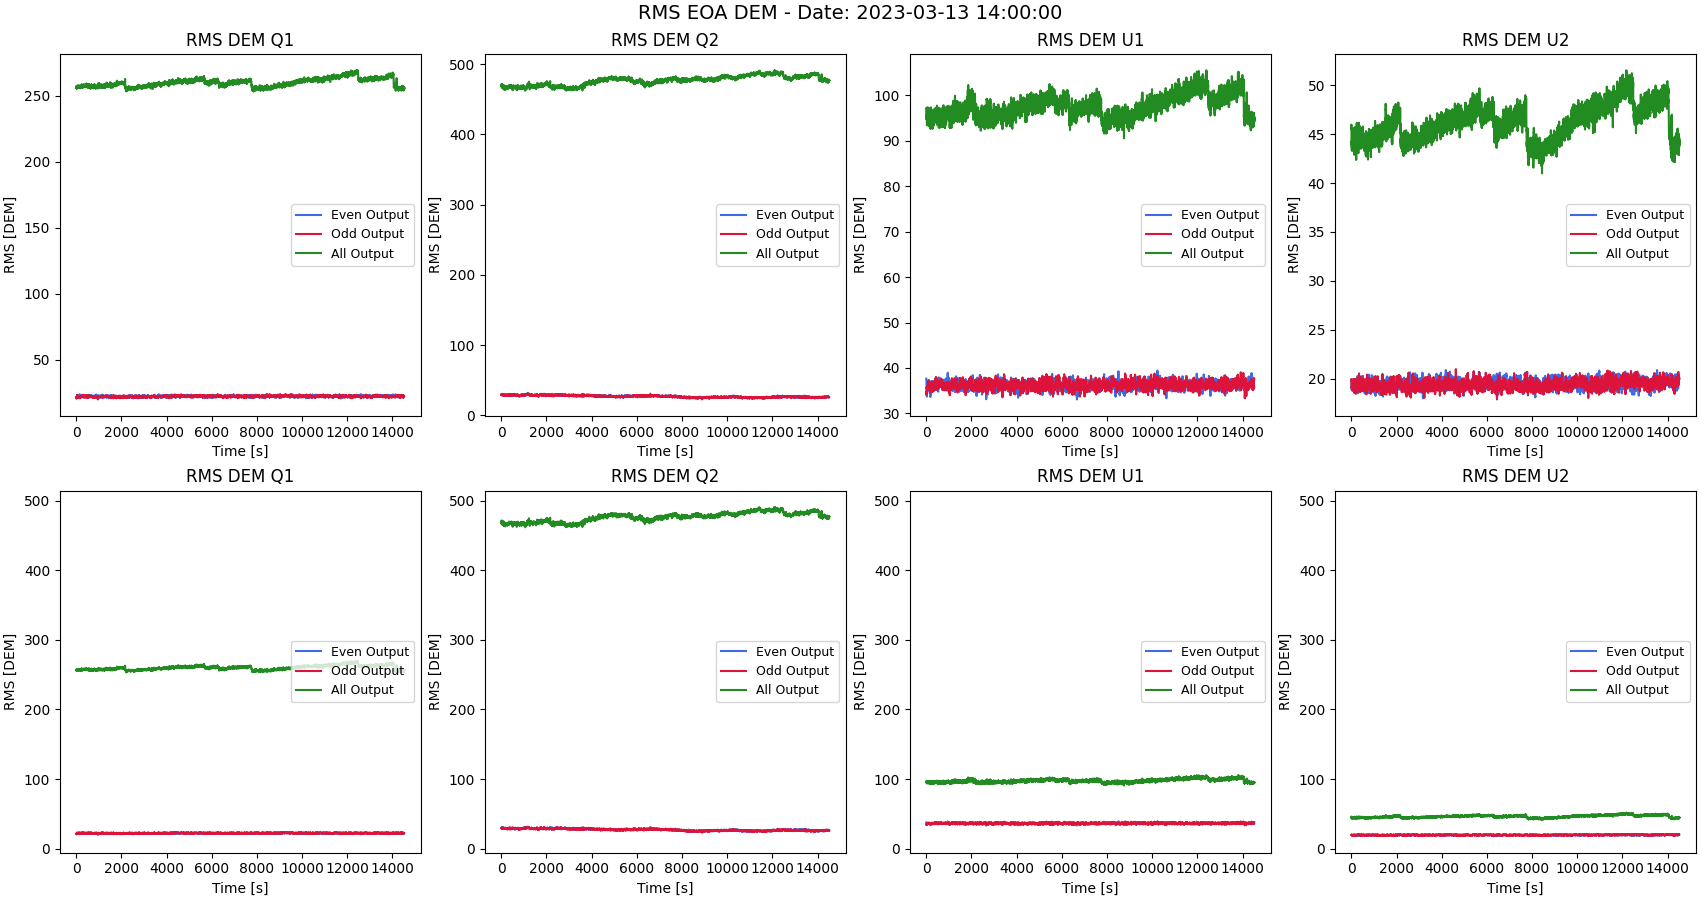 RMS EOA DEM - Date: 2023-03-13 14:00:00
RMS DEM Q1
RMS [DEM]
250
200
150
100
50
Even Output
Odd Output
All Output
0 2000 4000 6000 8000 10000 12000 14000
Time [s]
RMS DEM Q2
RMS [DEM]
500
400
300
200
100
0
Even Output
Odd Output
All Output
0 2000 4000 6000 8000 10000 12000 14000
Time [s]
RMS DEM U1
RMS [DEM]
100
90
80
70
60
50
40
30
Even Output
Odd Output
All Output
0 2000 4000 6000 8000 10000 12000 14000
Time [s]
RMS DEM U2
RMS [DEM]
50
45
40
35
30
25
20
Even Output
Odd Output
All Output
0 2000 4000 6000 8000 10000 12000 14000
Time [s]
RMS DEM Q1
RMS [DEM]
500
400
300
200
100
0
Even Output
Odd Output
All Output
0 2000 4000 6000 8000 10000 12000 14000
Time [s]
RMS DEM Q2
RMS [DEM]
500
400
300
200
100
0
Even Output
Odd Output
All Output
0 2000 4000 6000 8000 10000 12000 14000
Time [s]
RMS DEM U1
RMS [DEM]
500
400
300
200
100
0
Even Output
Odd Output
All Output
0 2000 4000 6000 8000 10000 12000 14000
Time [s]
RMS DEM U2
RMS [DEM]
500
400
300
200
100
0
Even Output
Odd Output
All Output
0 2000 4000 6000 8000 10000 12000 14000
Time [s]